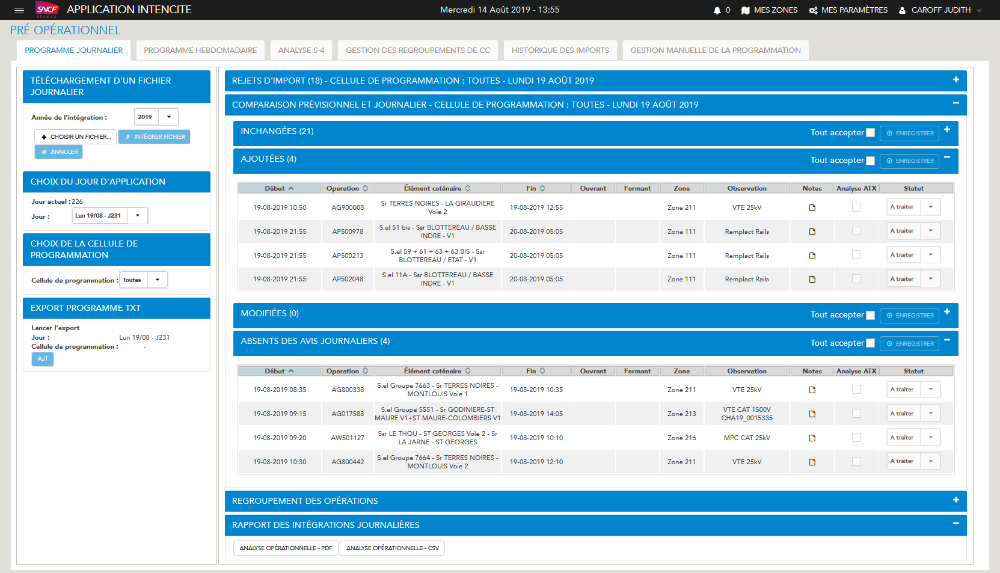 SNCF
RÉSEAU
APPLICATION INTENCITE
Mercredi 14 Août 2019 - 13:55
0
MES ZONES
MES PARAMÈTRES
CAROFF JUDITH
PRÉ OPÉRATIONNEL
PROGRAMME JOURNALIER
PROGRAMME HEBDOMADAIRE
ANALYSE S-4
GESTION DES REGROUPEMENTS DE CC
HISTORIQUE DES IMPORTS
GESTION MANUELLE DE LA PROGRAMMATION
TÉLÉCHARGEMENT D'UN FICHIER
JOURNALIER
Année de l'intégration : 2019
CHOISIR UN FICHIER...
INTÉGRER FICHIER
ANNULER
CHOIX DU JOUR D'APPLICATION
Jour actuel : 226
Jour : Lun 19/08 - J231
CHOIX DE LA CELLULE DE
PROGRAMMATION
Cellule de programmation : Toutes
EXPORT PROGRAMME TXT
Lancer l'export
Jour : Lun 19/08 - J231
Cellule de programmation : -
AJT
REJETS D'IMPORT (18) - CELLULE DE PROGRAMMATION : TOUTES - LUNDI 19 AOÛT 2019
COMPARAISON PRÉVISIONNEL ET JOURNALIER - CELLULE DE PROGRAMMATION : TOUTES - LUNDI 19 AOÛT 2019
INCHANGÉES (21) Tout accepter ENREGISTRER
AJOUTÉES (4) Tout accepter ENREGISTRER
Début Operation Élément caténaire Fin Ouvrant Fermant Zone Observation Notes Analyse ATX Statut
19-08-2019 10:50 AG900008 Sr TERRES NOIRES - LA GIRAUDIERE
Voie 2 19-08-2019 12:55 Zone 211 VTE 25kV A traiter
19-08-2019 21:55 AP500978 S.el 51 bis - Ssr BLOTTEREAU / BASSE
INDRE - V1 20-08-2019 05:05 Zone 111 Remplact Rails A traiter
19-08-2019 21:55 AP500213 S.el 59 + 61 + 63 + 63 BIS - Ssr
BLOTTEREAU / ETAT - V1 20-08-2019 05:05 Zone 111 Remplact Rails A traiter
19-08-2019 21:55 AP502048 S.el 11A - Ssr BLOTTEREAU / BASSE
INDRE - V1 20-08-2019 05:05 Zone 111 Remplact Rails A traiter
MODIFIÉES (0) Tout accepter ENREGISTRER
ABSENTS DES AVIS JOURNALIERS (4) Tout accepter ENREGISTRER
Début Operation Élément caténaire Fin Ouvrant Fermant Zone Observation Notes Analyse ATX Statut
19-08-2019 08:35 AG800338 S.el Groupe 7663 - Sr TERRES NOIRES -
MONTLOUIS Voie 1 19-08-2019 10:35 Zone 211 VTE 25kV A traiter
19-08-2019 09:15 AG017588 S.el Groupe 5551 - Sr GODINIERE-ST
MAURE V1+ST MAURE-COLOMBIERS V1 19-08-2019 14:05 Zone 213 VTE CAT 1500V
CHA19_0015335 A traiter
19-08-2019 09:20 AW501127 Ssr LE THOU - ST GEORGES Voie 2 - Sr
LA JARNE - ST GEORGES 19-08-2019 10:10 Zone 216 MPC CAT 25kV A traiter
19-08-2019 10:30 AG800442 S.el Groupe 7664 - Sr TERRES NOIRES -
MONTLOUIS Voie 2 19-08-2019 12:10 Zone 211 VTE 25kV A traiter
REGROUPEMENT DES OPÉRATIONS
RAPPORT DES INTÉGRATIONS JOURNALIÈRES
ANALYSE OPÉRATIONNELLE - PDF
ANALYSE OPÉRATIONNELLE - CSV